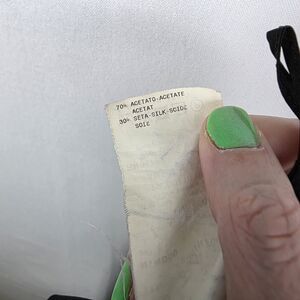 70% ACETATO-ACETATE
ACETAT
30% SETA-SILK-SEIDE
SOIE